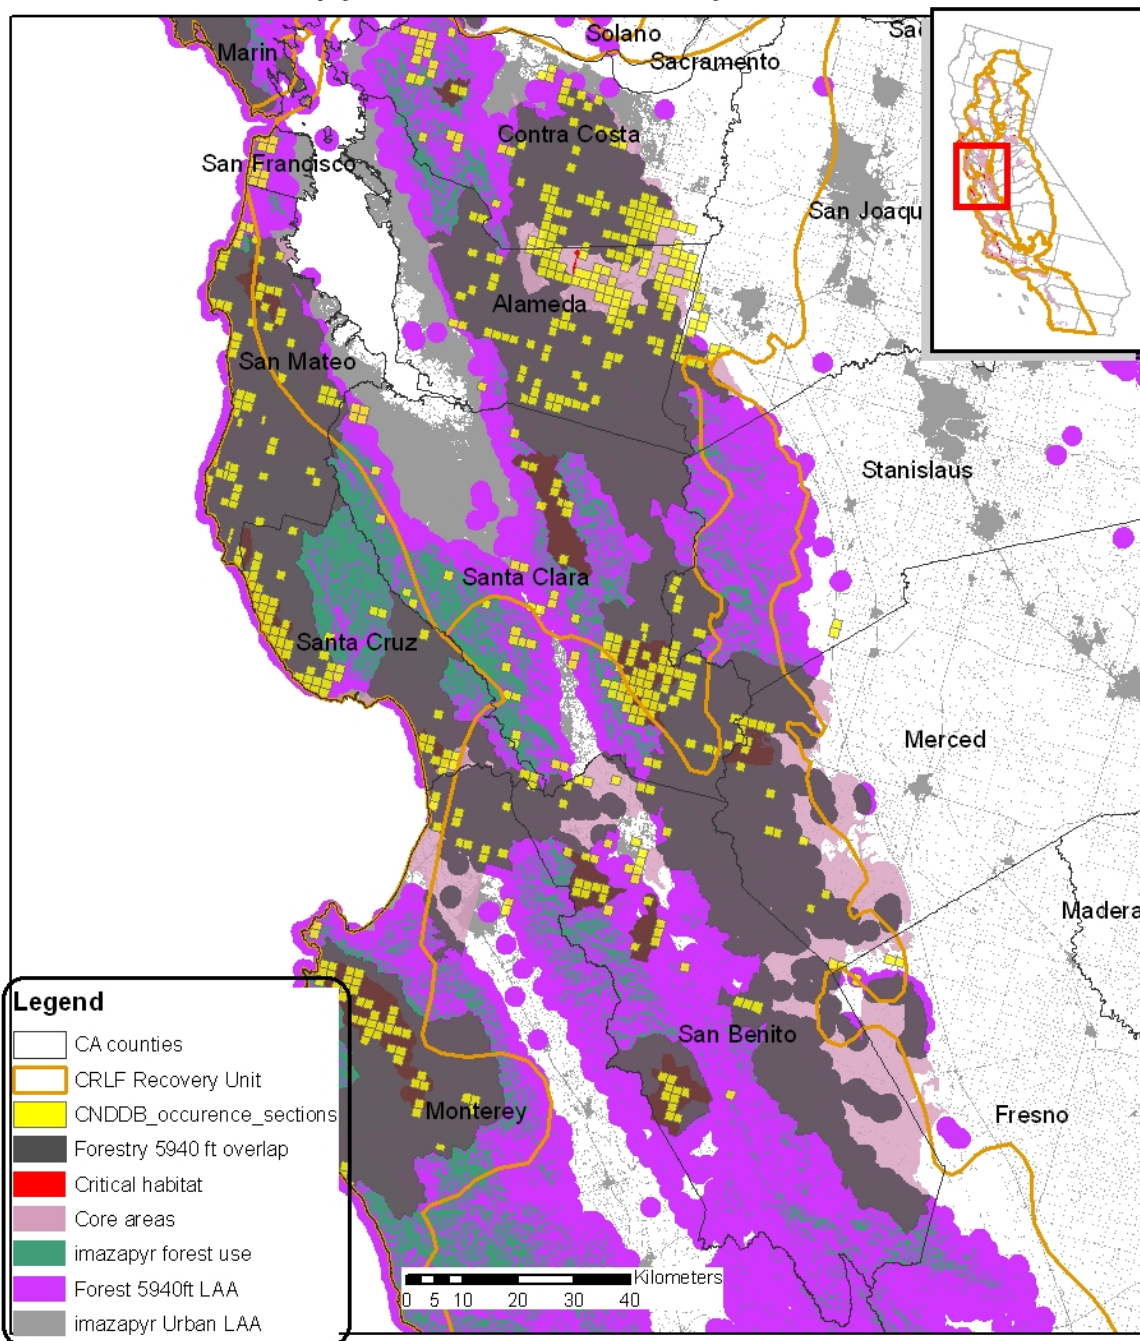 Solano
Sac
Marin
Sacramento
Contra Costa
San Francisco
San Joaqu
Alameda
San Mateo
Stanislaus
Santa Clara
Santa Cruz
Merced
Madera
San Benito
Monterey
Fresno
Legend
CA counties
CRLF Recovery Unit
CNDDB_occurence_sections
Forestry 5940 ft overlap
Critical habitat
Core areas
imazapyr forest use
Forest 5940ft LAA
imazapyr Urban LAA
Kilometers
0 5 10 20 30 40